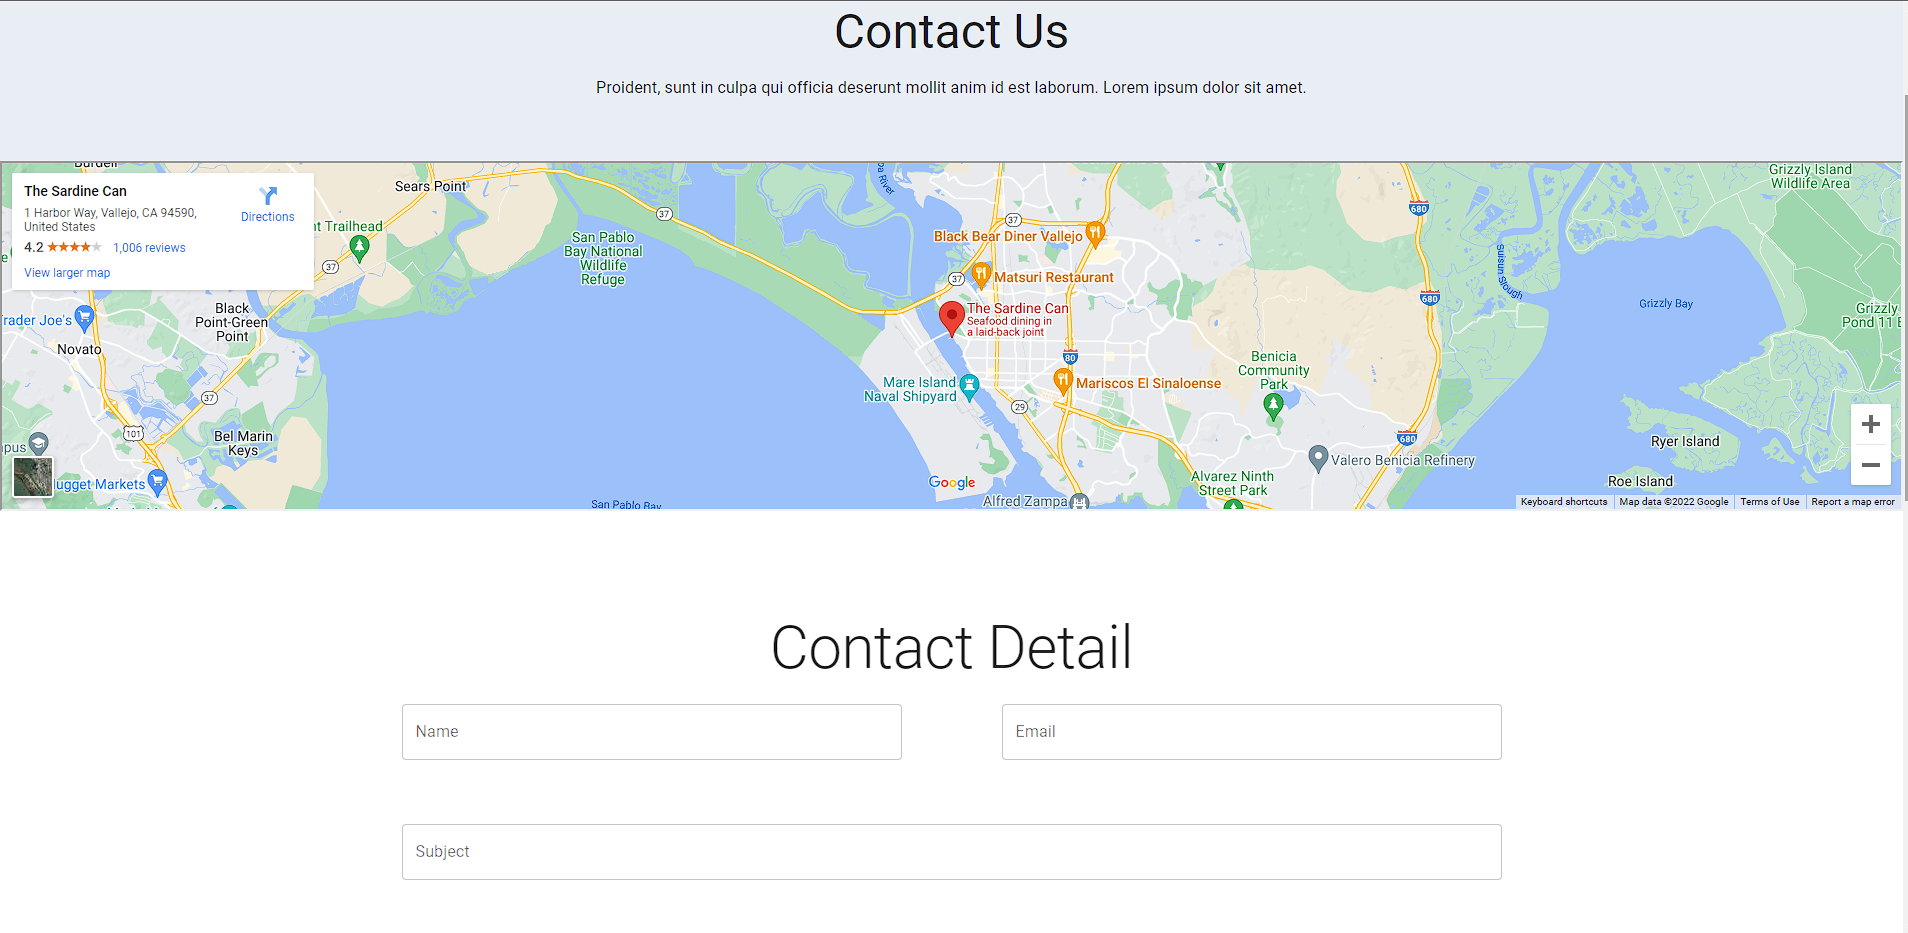 Contact Us
Proident, sunt in culpa qui officia deserunt mollit anim id est laborum. Lorem ipsum dolor sit amet.
The Sardine Can
1 Harbor Way, Vallejo, CA 94590,
United States
4.2
1,006 reviews
View larger map
Directions
Sears Point
37
Grizzly Island
Wildlife Area
680
t Trailhead
37
San Pablo
Bay National
Wildlife
Refuge
37
Black Bear Diner Vallejo
37
Matsuri Restaurant
The Sardine Can
Seafood dining in
a laid-back joint
Suisun Slough
680
Grizzly Bay
Grizzly
Pond 11
Black
Point-Green
Point
rader Joe's
Novato
80
Benicia
Community
Park
Mare Island
Naval Shipyard
Mariscos El Sinaloense
37
29
101
Bel Marin
Keys
pus
680
Ryer Island
Valero Benicia Refinery
Alvarez Ninth
Street Park
Roe Island
ugget Markets
Google
San Pablo Bay
Alfred Zampa
Keyboard shortcuts
Map data ©2022 Google
Terms of Use
Report a map error
Contact Detail
Name
Email
Subject